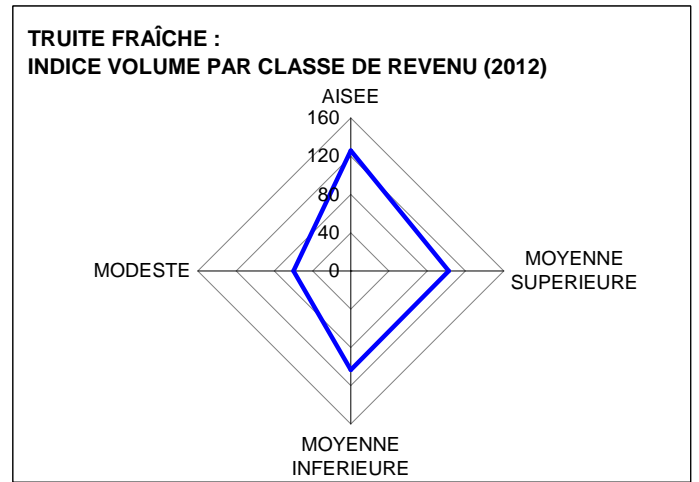 TRUITE FRAÎCHE :
INDICE VOLUME PAR CLASSE DE REVENU (2012)
AISEE
160
120
80
40
0
MODESTE
MOYENNE
SUPERIEURE
MOYENNE
INFERIEURE